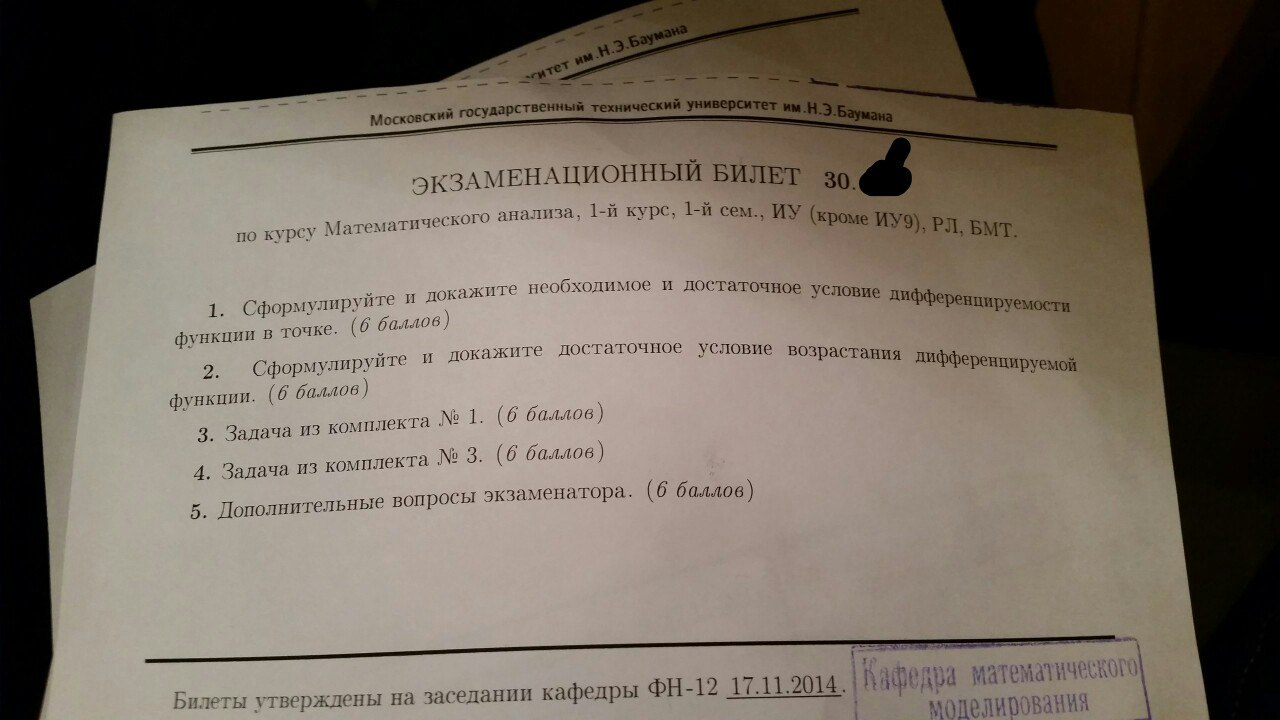 ситет им.Н.Э.Баумана
Московский государственный технический университет им.Н.Э.Баумана
ЭКЗАМЕНАЦИОННЫЙ БИЛЕТ 30.
по курсу Математического анализа, 1-й курс, 1-й сем., ИУ (кроме ИУ9), РЛ, БМТ.
1. Сформулируйте и докажите необходимое и достаточное условие дифференцируемости
функции в точке. (6 баллов)
2. Сформулируйте и докажите достаточное условие возрастания дифференцируемой
функции. (6 баллов)
3. Задача из комплекта № 1. (6 баллов)
4. Задача из комплекта № 3. (6 баллов)
5. Дополнительные вопросы экзаменатора. (6 баллов)
Билеты утверждены на заседании кафедры ФН-12 17.11.2014.
Кафедра математического
моделирования